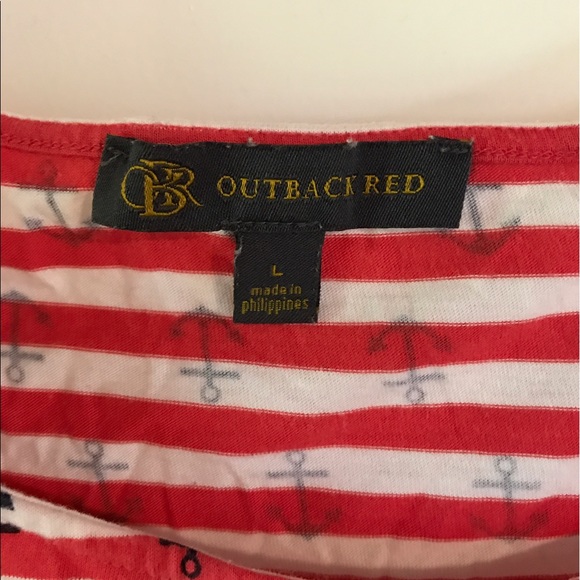 OUTBACK RED
L
made in
philippines